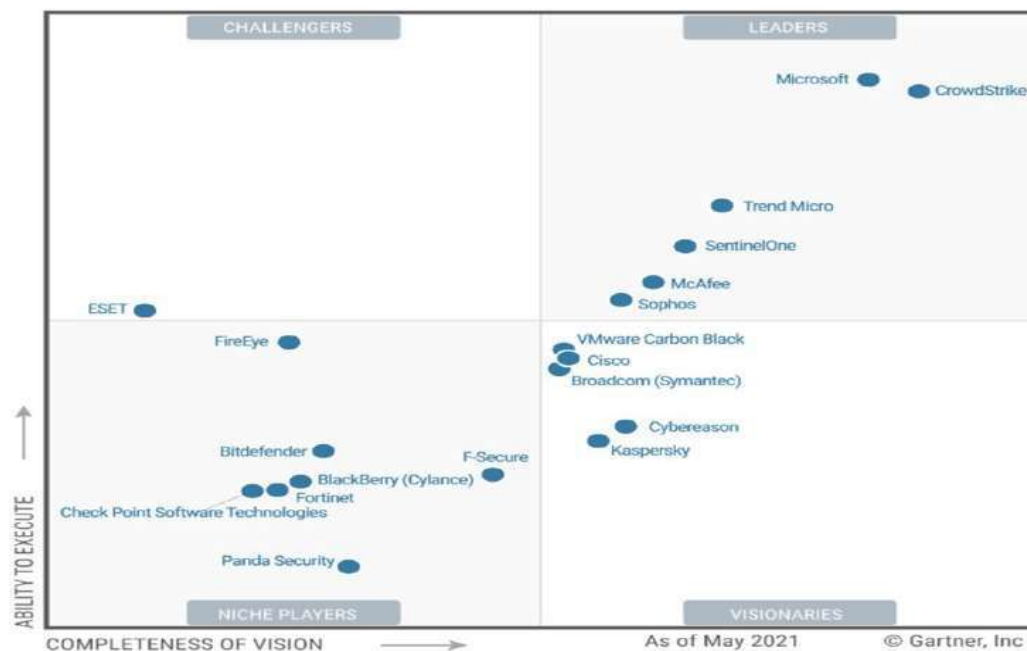 CHALLENGERS
LEADERS
Microsoft
CrowdStrike
Trend Micro
SentinelOne
McAfee
Sophos
ESET
FireEye
VMware Carbon Black
Cisco
Broadcom (Symantec)
Cybereason
Kaspersky
Bitdefender
F-Secure
BlackBerry (Cylance)
Fortinet
Check Point Software Technologies
Panda Security
ABILITY TO EXECUTE
NICHE PLAYERS
VISIONARIES
COMPLETENESS OF VISION
As of May 2021
© Gartner, Inc